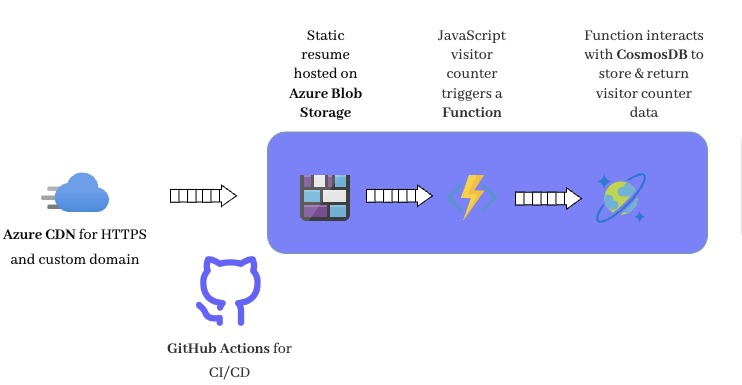 Static
resume
hosted on
Azure Blob
Storage
JavaScript
visitor
counter
triggers a
Function
Function interacts
with CosmosDB to
store & return
visitor counter
data
Azure CDN for HTTPS
and custom domain
GitHub Actions for
CI/CD